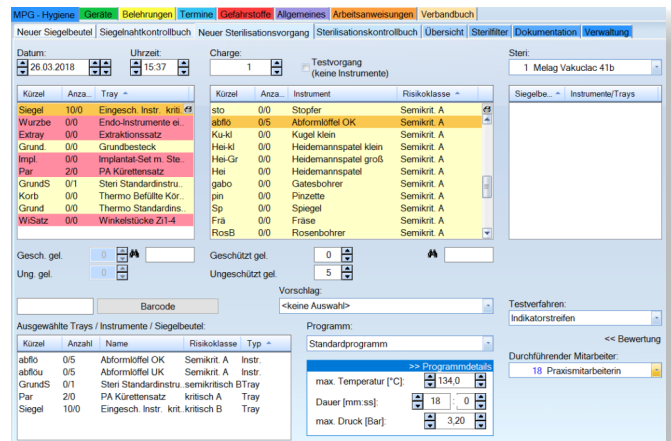 MPG - Hygiene Geräte Belehrungen Termine Gefahrstoffe Allgemeines Arbeitsanweisungen Verbandbuch
Neuer Siegelbeutel Siegelnahtkontrollbuch Neuer Sterilisationsvorgang Sterilisationskontrollbuch Übersicht Sterilfilter Dokumentation Verwaltung
Datum: Uhrzeit: Charge: Steri:
26.03.2018 15:37 1 Testvorgang (keine Instrumente) 1 Melag Vakuclac 41b
Kürzel Anza... Tray
Siegel 10/0 Eingesch. Instr. kriti.
Wurzbe 0/0 Endo-Instrumente ei..
Extray 0/0 Extraktionssatz
Grund. 0/0 Grundbesteck
Impl. 0/0 Implantat-Set m. Ste..
Par 2/0 PA Kürettensatz
GrundS 0/1 Steri Standardinstru..
Korb 0/0 Thermo Befüllte Kör..
Grund 0/0 Thermo Standardins..
WiSatz 0/0 Winkelstücke Zi1-4
Kürzel Anza... Instrument Risikoklasse
sto 0/0 Stopfer Semikrit. A
abflö 0/5 Abformlöffel OK Semikrit. A
Ku-kl 0/0 Kugel klein Semikrit. A
Hei-kl 0/0 Heidemannspatel klein Semikrit. A
Hei-Gr 0/0 Heidemannspatel groß Semikrit. A
Hei 0/0 Heidemannspatel Semikrit. A
gabo 0/0 Gatesbohrer Semikrit. A
pin 0/0 Pinzette Semikrit. A
Sp 0/0 Spiegel Semikrit. A
Frä 0/0 Fräse Semikrit. A
RosB 0/0 Rosenbohrer Semikrit. A
Siegelbe... Instrumente/Trays
Gesch. gel. 0
Ung. gel. 0
Geschützt gel. 0
Ungeschützt gel. 5
Barcode
Vorschlag:
<keine Auswahl>
Testverfahren:
Indikatorstreifen
<< Bewertung
Durchführender Mitarbeiter:
18 Praxismitarbeiterin
Ausgewählte Trays / Instrumente / Siegelbeutel:
Kürzel Anzahl Name Risikoklasse Typ
abflö 0/5 Abformlöffel OK Semikrit. A Instr.
abflöu 0/5 Abformlöffel UK Semikrit. A Instr.
GrundS 0/1 Steri Standardinstru..semikritisch B Tray
Par 2/0 PA Kürettensatz kritisch A Tray
Siegel 10/0 Eingesch. Instr. krit..kritisch B Tray
Programm:
Standardprogramm
>> Programmdetails
max. Temperatur [°C]: 134,0
Dauer [mm:ss]: 18 : 0
max. Druck [Bar]: 3,20